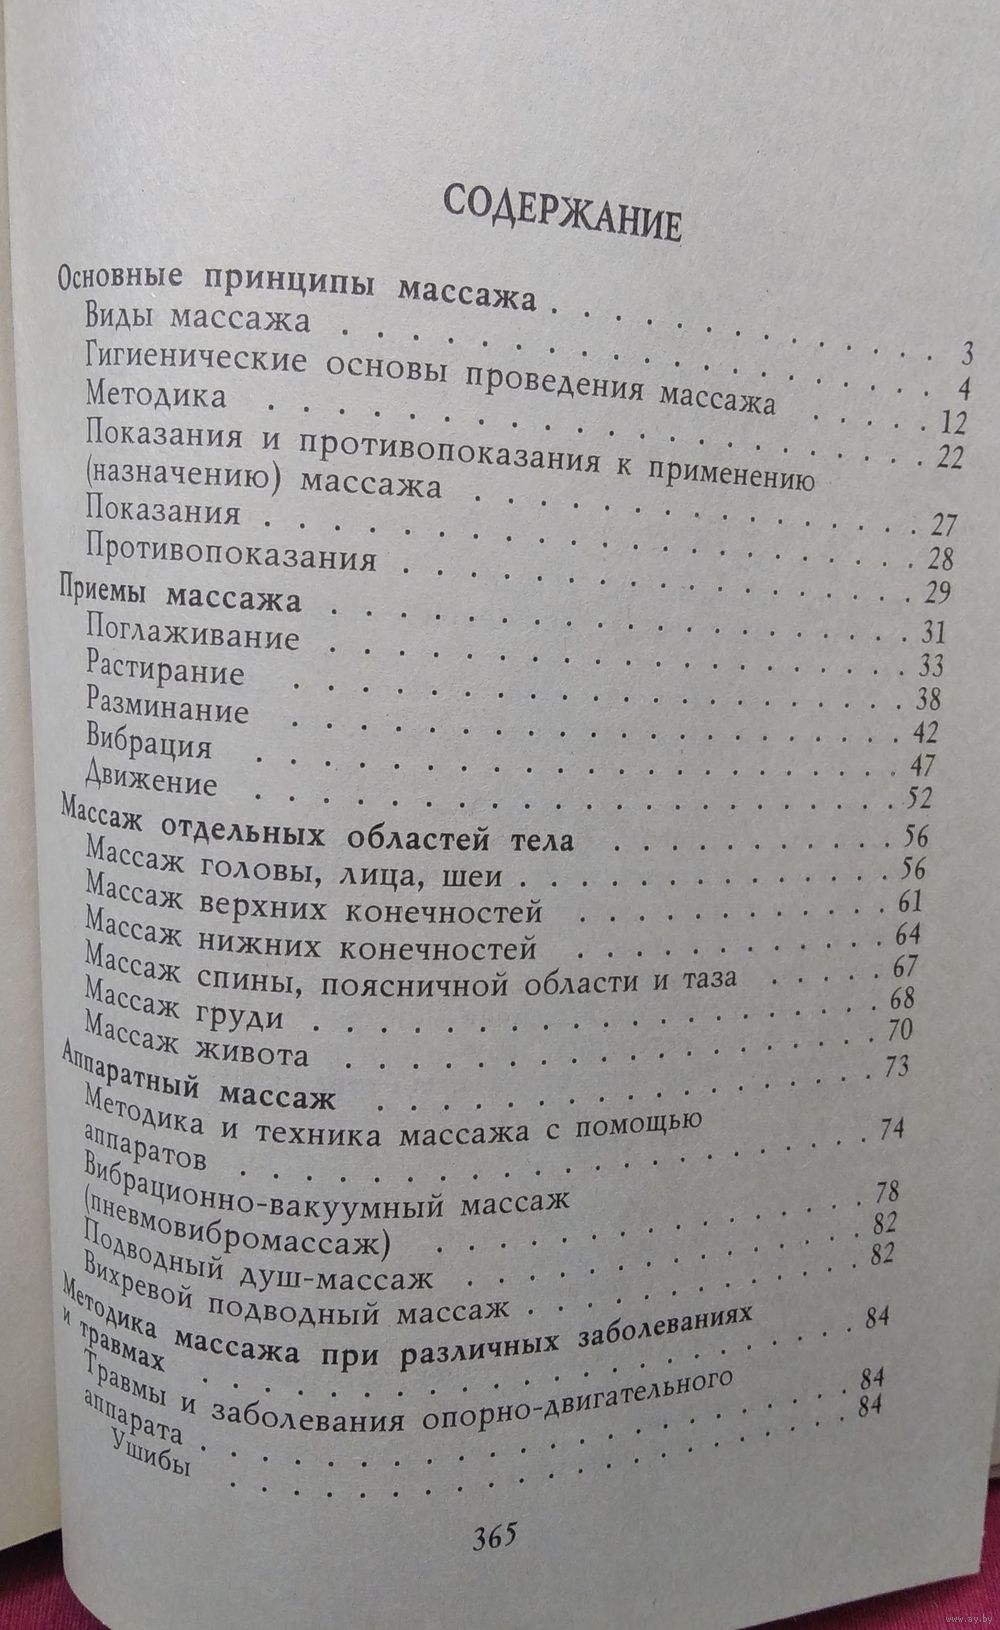 СОДЕРЖАНИЕ
Основные принципы массажа . . . . . . . . . . . . 3
Виды массажа . . . . . . . . . . . . . . . . . . 4
Гигиенические основы проведения массажа . . . . . 12
Методика . . . . . . . . . . . . . . . . . . . . 22
Показания и противопоказания к применению
(назначению) массажа . . . . . . . . . . . . . . 27
Показания . . . . . . . . . . . . . . . . . . . 28
Противопоказания . . . . . . . . . . . . . . . . 29
Приемы массажа . . . . . . . . . . . . . . . . . 31
Поглаживание . . . . . . . . . . . . . . . . . . 33
Растирание . . . . . . . . . . . . . . . . . . . 38
Разминание . . . . . . . . . . . . . . . . . . . 42
Вибрация . . . . . . . . . . . . . . . . . . . . 47
Движение . . . . . . . . . . . . . . . . . . . . 52
Массаж отдельных областей тела . . . . . . . . . 56
Массаж головы, лица, шеи . . . . . . . . . . . . 56
Массаж верхних конечностей . . . . . . . . . . 61
Массаж нижних конечностей . . . . . . . . . . 64
Массаж спины, поясничной области и таза . . . . 67
Массаж груди . . . . . . . . . . . . . . . . . 68
Массаж живота . . . . . . . . . . . . . . . . 70
Аппаратный массаж . . . . . . . . . . . . . . . 73
Методика и техника массажа с помощью
аппаратов . . . . . . . . . . . . . . . . . . . 74
Вибрационно-вакуумный массаж
(пневмовибромассаж) . . . . . . . . . . . . . 78
Подводный душ-массаж . . . . . . . . . . . . 82
Вихревой подводный массаж . . . . . . . . . . 82
Методика массажа при различных заболеваниях
и травмах . . . . . . . . . . . . . . . . . . . 84
Травмы и заболевания опорно-двигательного
аппарата . . . . . . . . . . . . . . . . . . . 84
Ушибы . . . . . . . . . . . . . . . . . . . . 84
365
www.ay.by